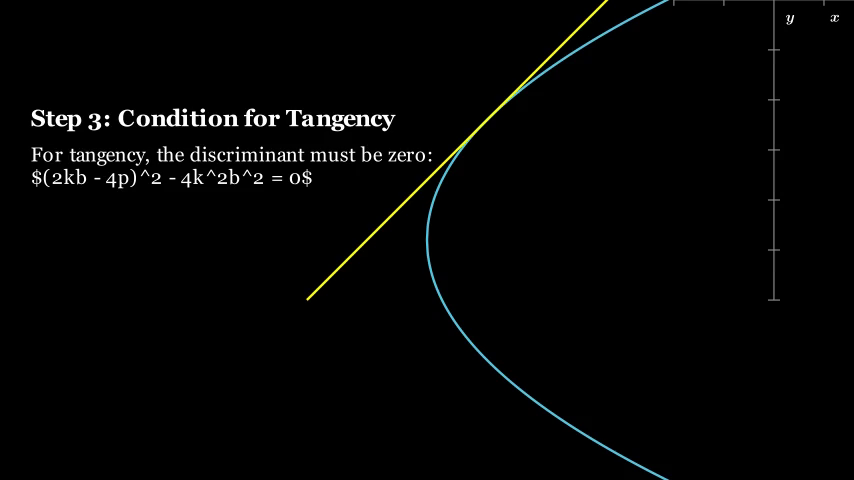 y x
Step 3: Condition for Tangency
For tangency, the discriminant must be zero:
$(2kb - 4p)^2 - 4k^2b^2 = 0$